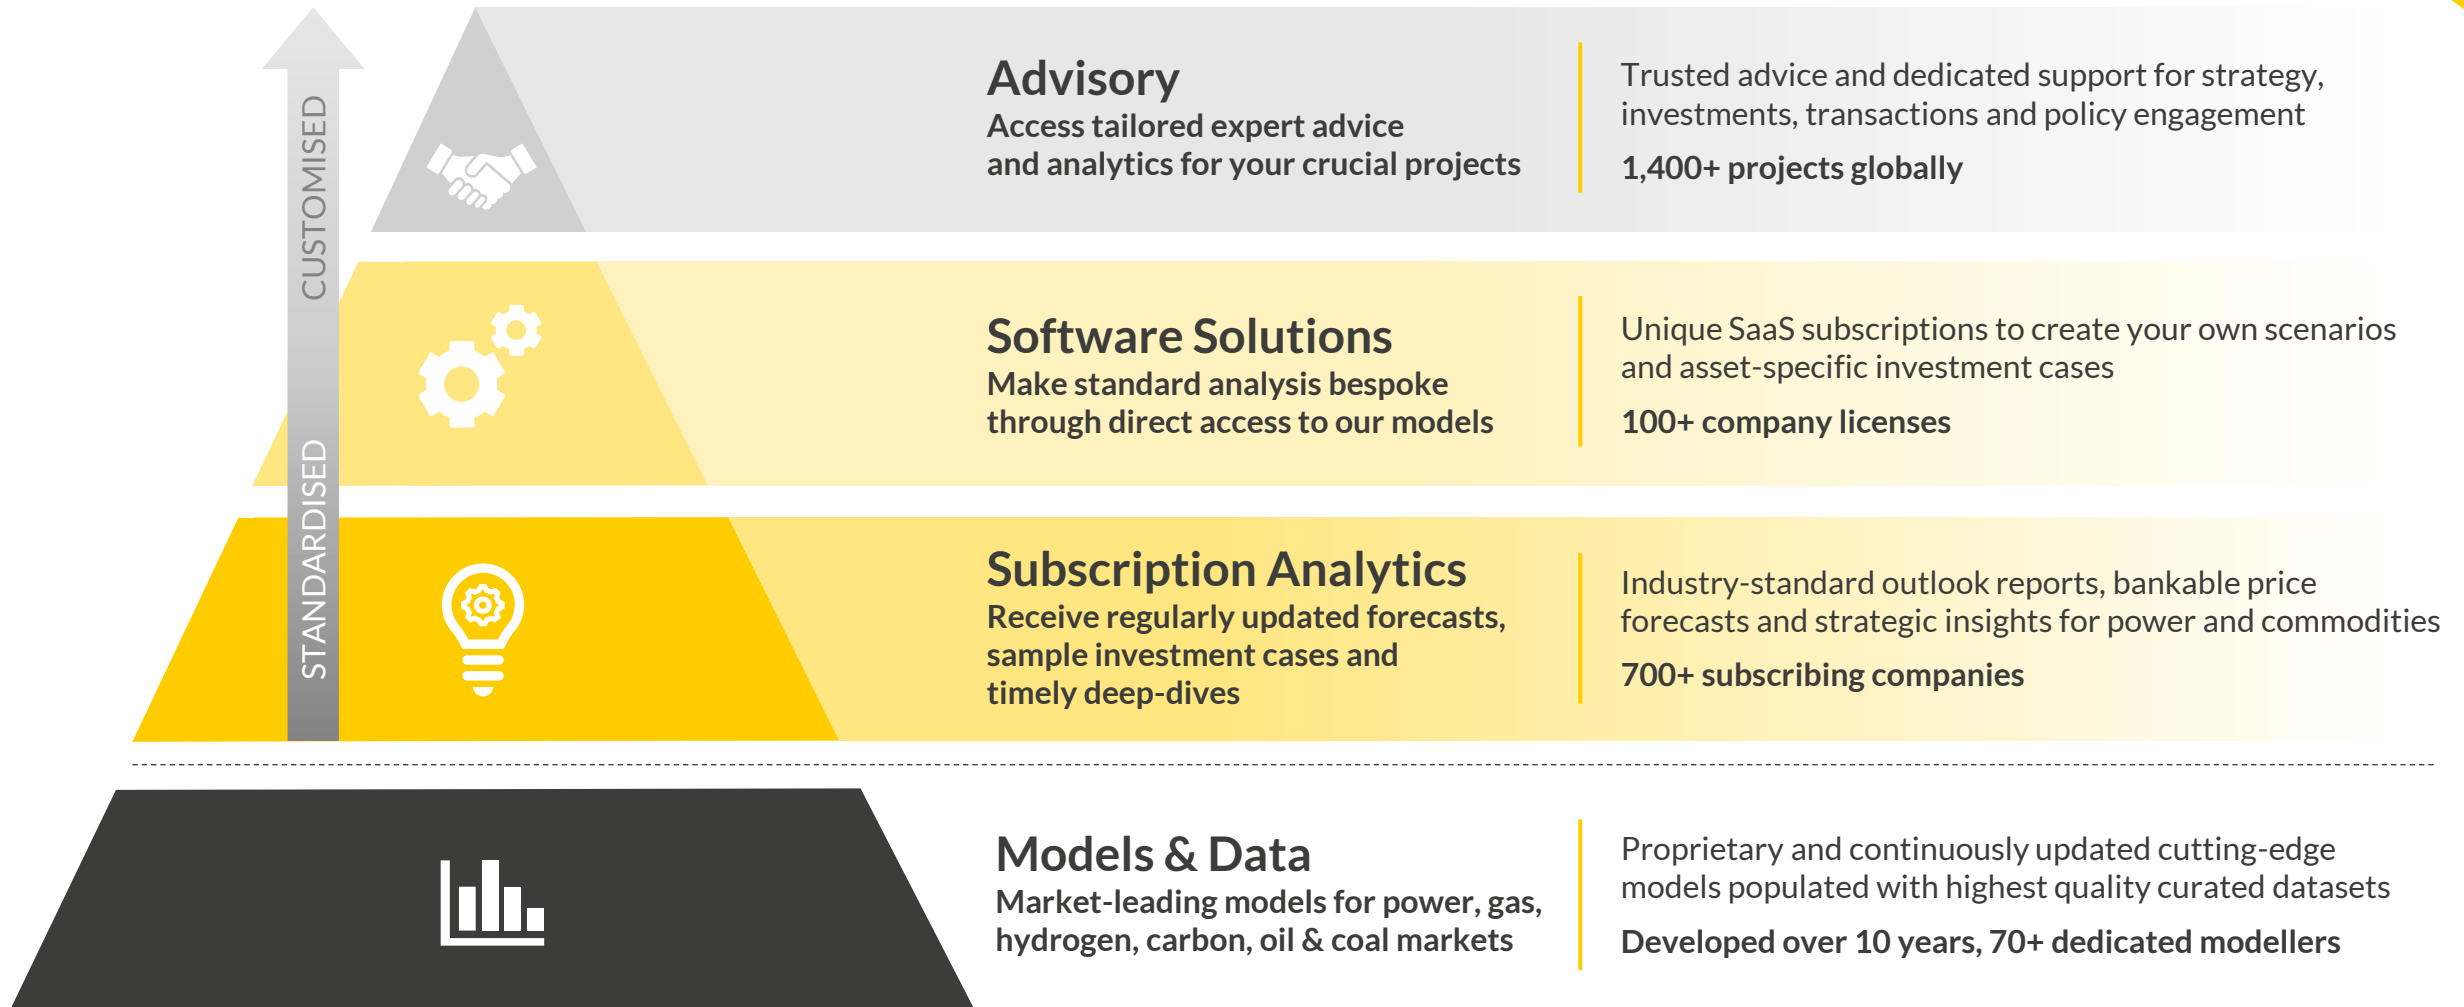 CUSTOMISED
STANDARDISED
Advisory
Access tailored expert advice
and analytics for your crucial projects
Trusted advice and dedicated support for strategy,
investments, transactions and policy engagement
1,400+ projects globally
Software Solutions
Make standard analysis bespoke
through direct access to our models
Unique SaaS subscriptions to create your own scenarios
and asset-specific investment cases
100+ company licenses
Subscription Analytics
Receive regularly updated forecasts,
sample investment cases and
timely deep-dives
Industry-standard outlook reports, bankable price
forecasts and strategic insights for power and commodities
700+ subscribing companies
Models & Data
Market-leading models for power, gas,
hydrogen, carbon, oil & coal markets
Proprietary and continuously updated cutting-edge
models populated with highest quality curated datasets
Developed over 10 years, 70+ dedicated modellers